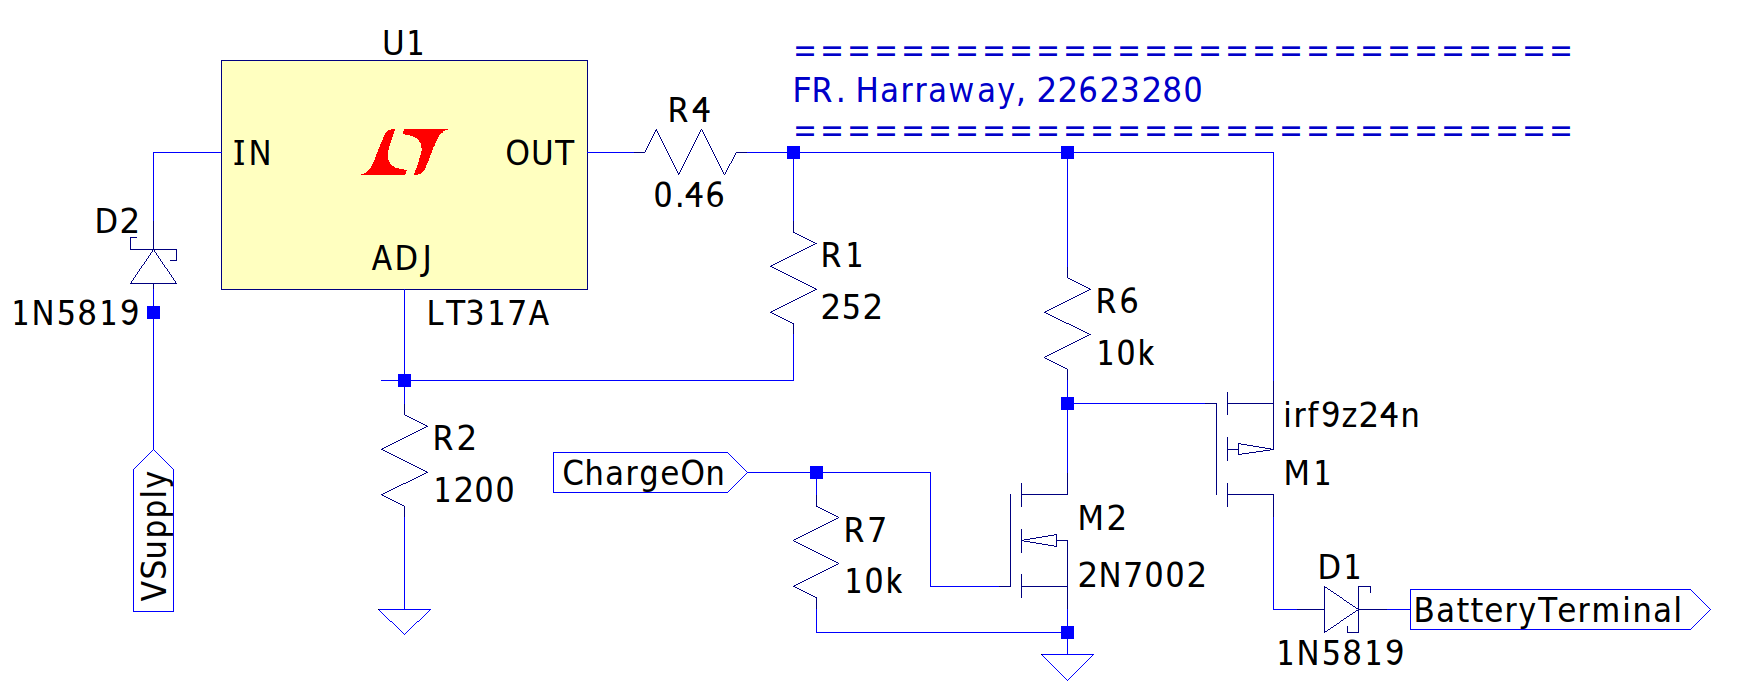 U1
==============================
FR. Harraway, 22623280
==============================
R4
IN
OUT
0.46
D2
ADJ
R1
252
1N5819
LT317A
R6
10k
R2
1200
irf9z24n
M1
ChargeOn
VSupply
R7
10k
M2
2N7002
D1
BatteryTerminal
1N5819